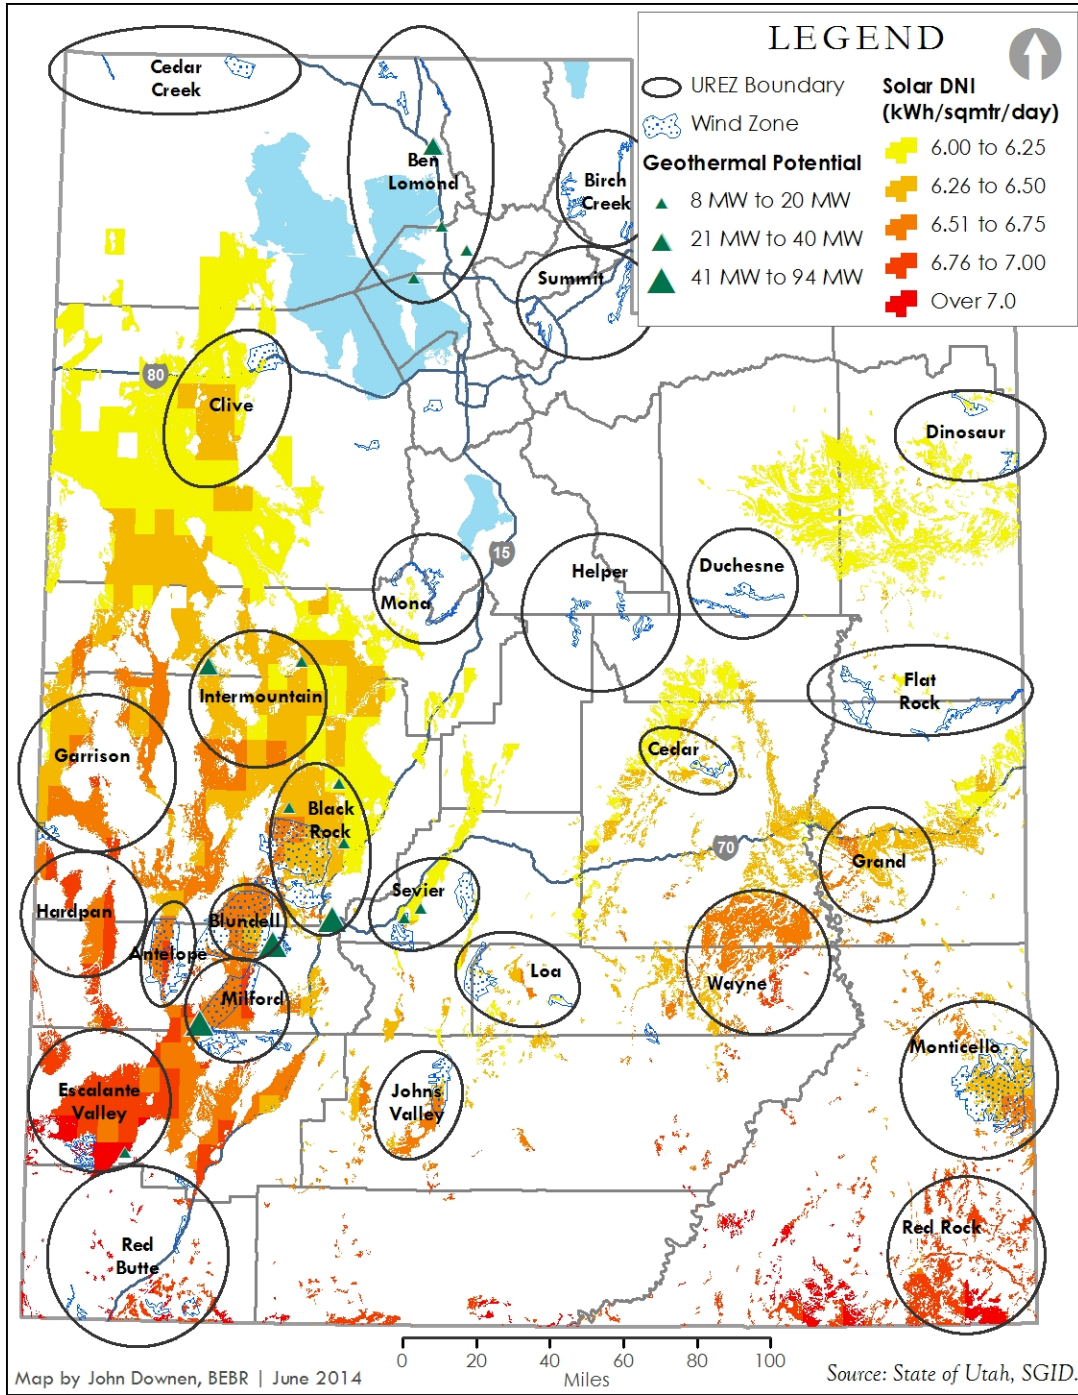 LEGEND
UREZ Boundary
Wind Zone
Geothermal Potential
8 MW to 20 MW
21 MW to 40 MW
41 MW to 94 MW
Solar DNI
(kWh/sqmtr/day)
6.00 to 6.25
6.26 to 6.50
6.51 to 6.75
6.76 to 7.00
Over 7.0
Cedar
Creek
Ben
Lomond
Birch
Creek
Summit
80
Clive
Dinosaur
15
Mona
Helper
Duchesne
Intermountain
Flat
Rock
Garrison
Cedar
Black
Rock
70
Grand
Sevier
Hardpan
Blundell
Antelope
Loa
Wayne
Milford
Monticello
Escalante
Valley
Johns
Valley
Red Rock
Red
Butte
0 20 40 60 80 100
Miles
Map by John Downen, BEBR | June 2014
Source: State of Utah, SGID.